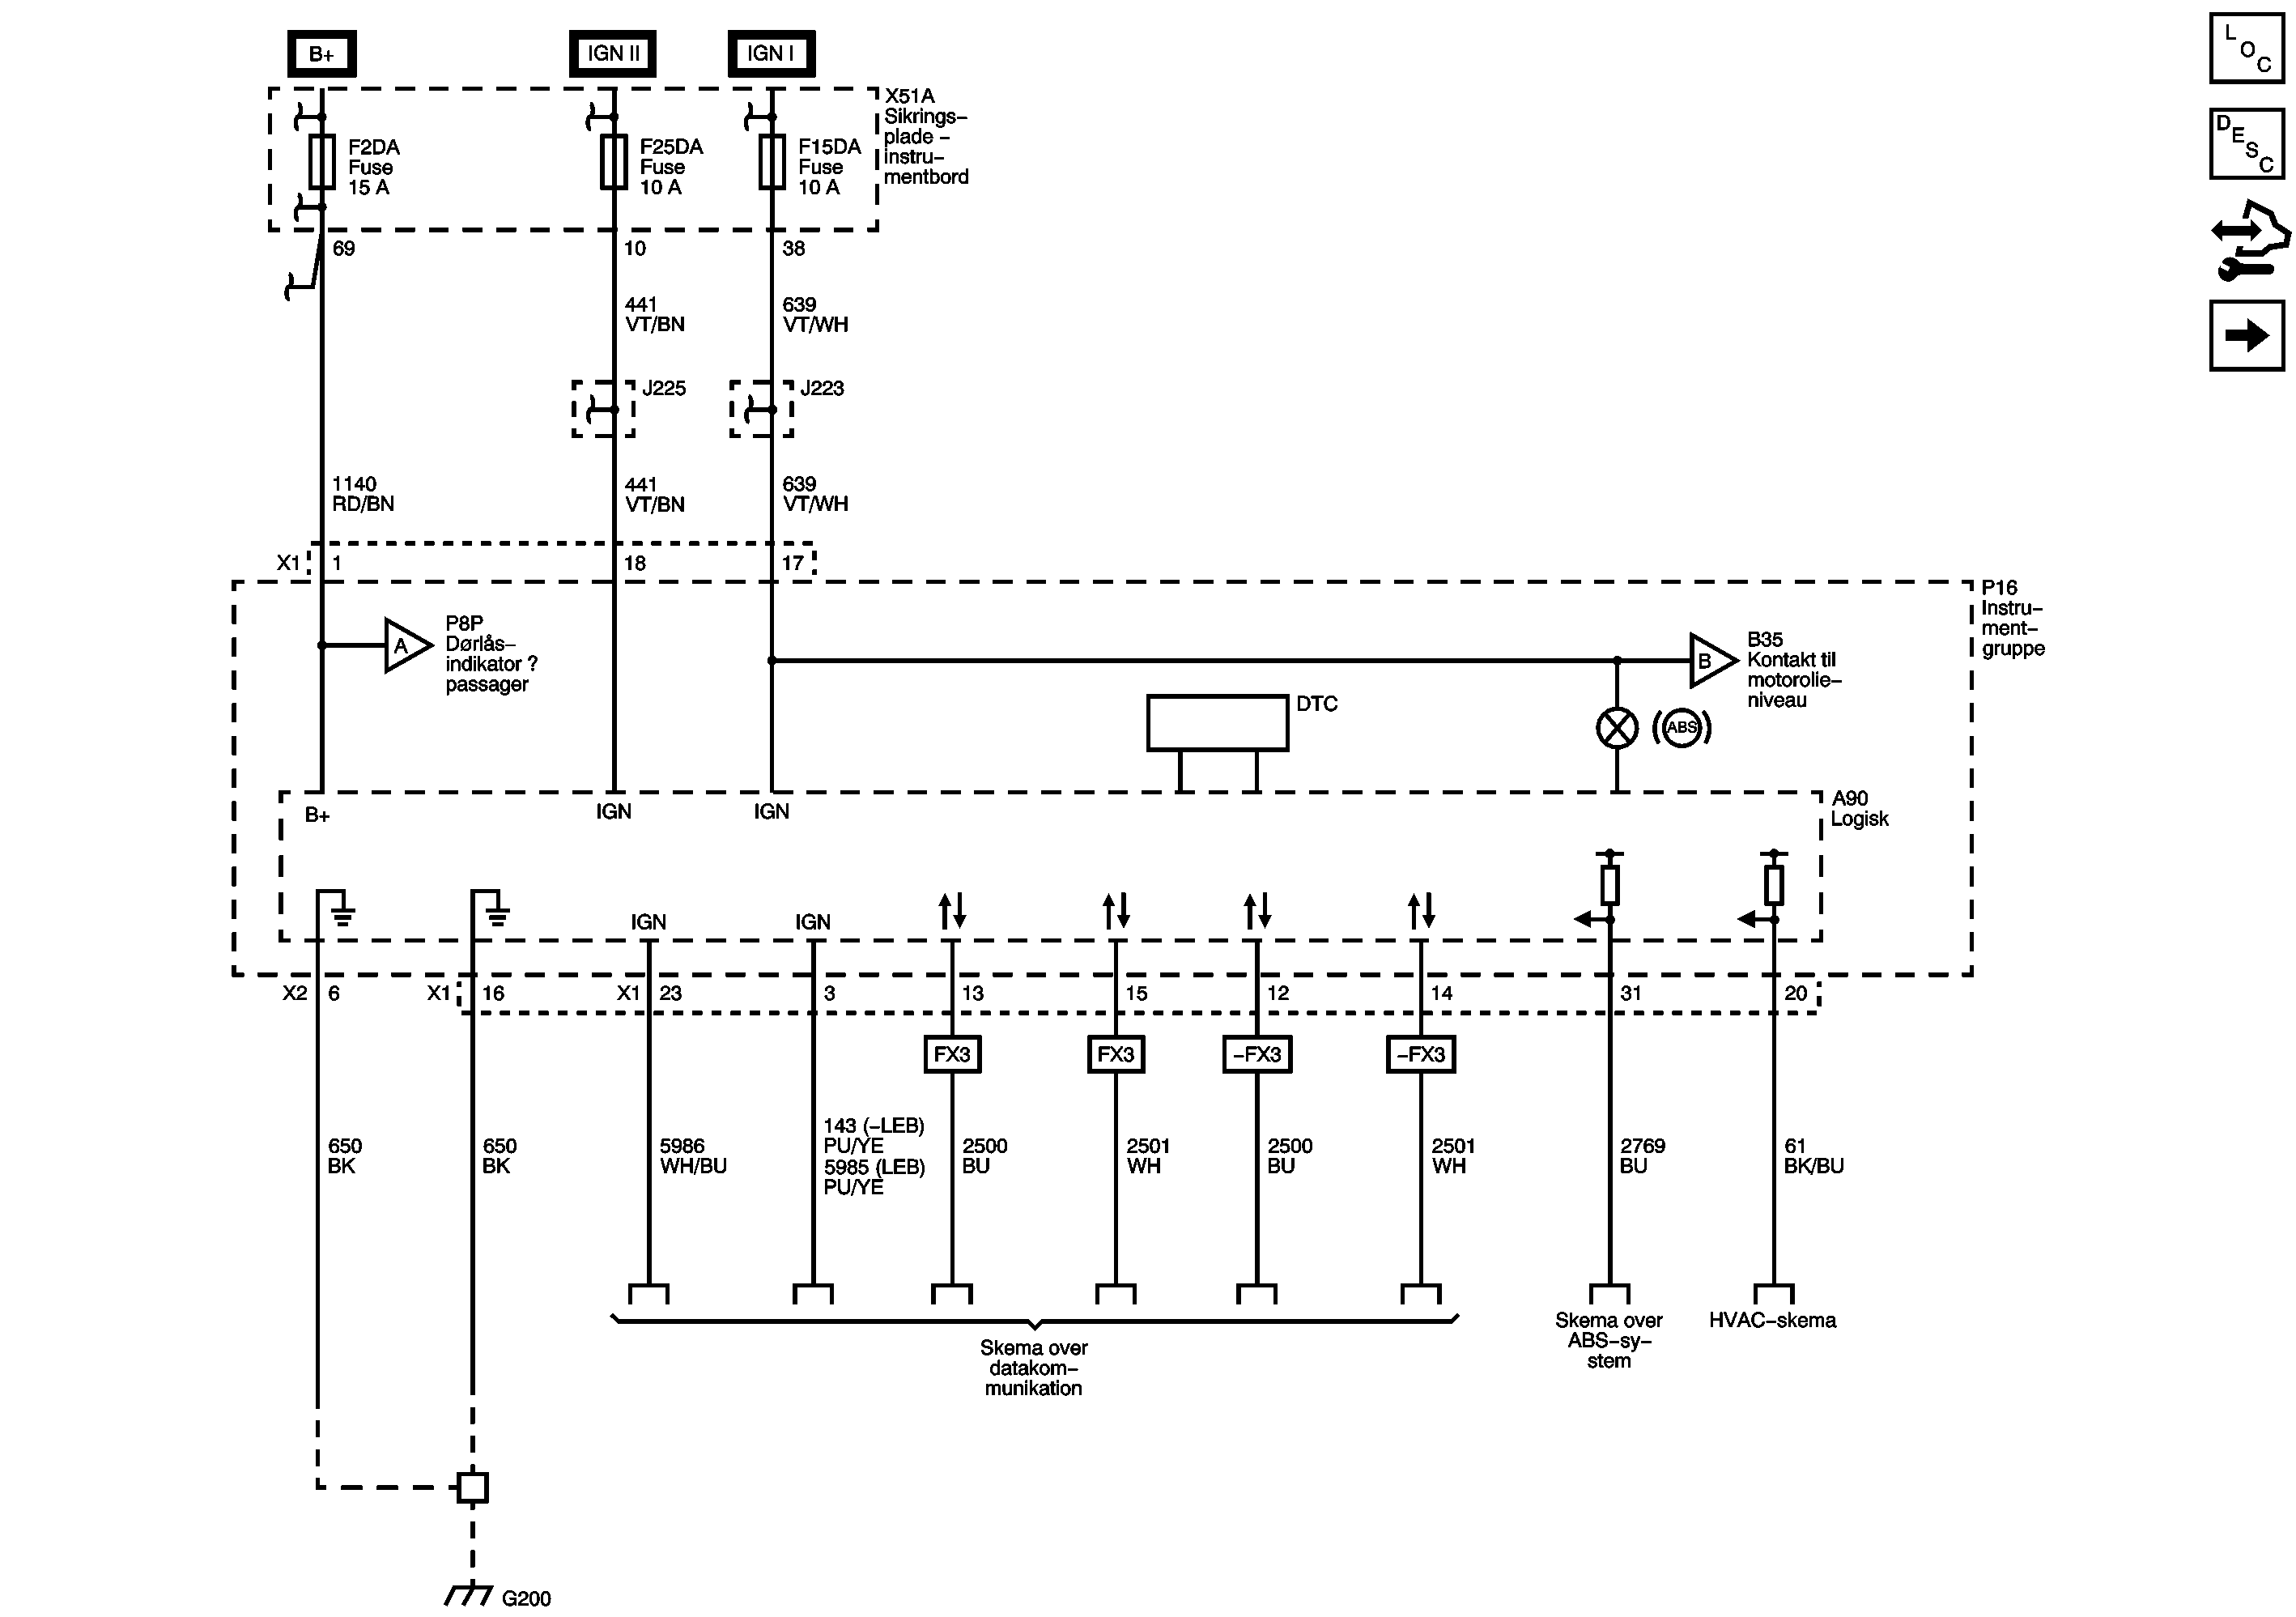 B+
IGN II
IGN I
X51A
Sikrings–
plade –
instru–
mentbord
F2DA
Fuse
15 A
F25DA
Fuse
10 A
F15DA
Fuse
10 A
69
10
38
441
VT/BN
639
VT/WH
J225
J223
1140
RD/BN
441
VT/BN
639
VT/WH
X1
1
18
17
P16
Instru–
ment–
gruppe
A
P8P
Dørlås–
indikator ?
passager
B
B35
Kontakt til
motorolie–
niveau
DTC
ABS
B+
IGN
IGN
A90
Logisk
IGN
IGN
X2
6
X1
16
X1
23
3
13
15
12
14
31
20
FX3
FX3
–FX3
–FX3
650
BK
650
BK
5986
WH/BU
143 (–LEB)
PU/YE
5985 (LEB)
PU/YE
2500
BU
2501
WH
2500
BU
2501
WH
2769
BU
61
BK/BU
Skema over
datakom–
munikation
Skema over
ABS–sy–
stem
HVAC–skema
G200
LOC
DESC